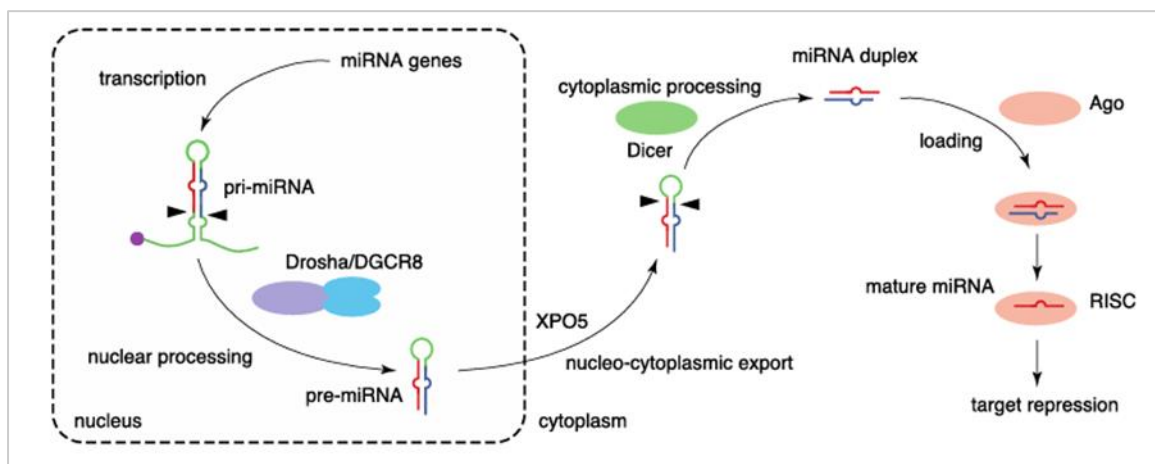 miRNA genes
transcription
pri-miRNA
Drosha/DGCR8
nuclear processing
pre-miRNA
nucleus
cytoplasm
XPO5
nucleo-cytoplasmic export
cytoplasmic processing
Dicer
miRNA duplex
Ago
loading
mature miRNA
RISC
target repression